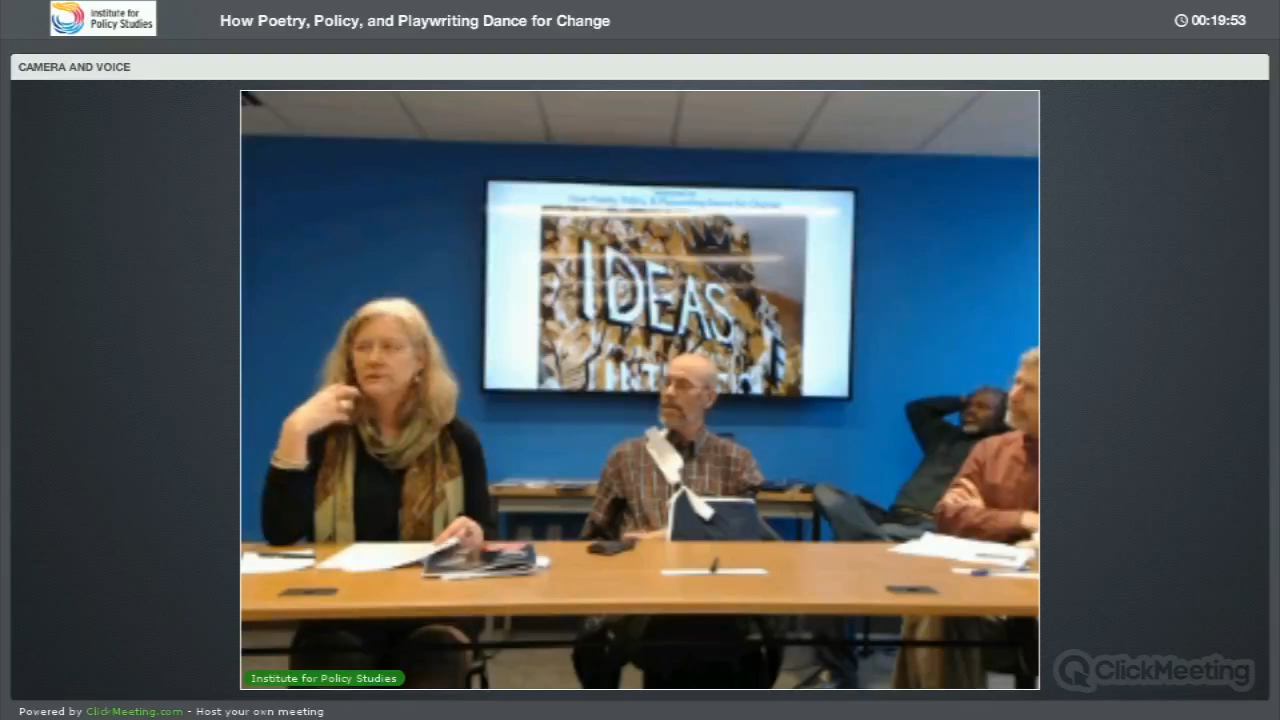 Institute for
Policy Studies
How Poetry, Policy, and Playwriting Dance for Change
00:19:53
CAMERA AND VOICE
How Poetry, Policy, & Playwriting Dance for Change
IDEAS
Institute for Policy Studies
ClickMeeting
Powered by ClickMeeting.com - Host your own meeting